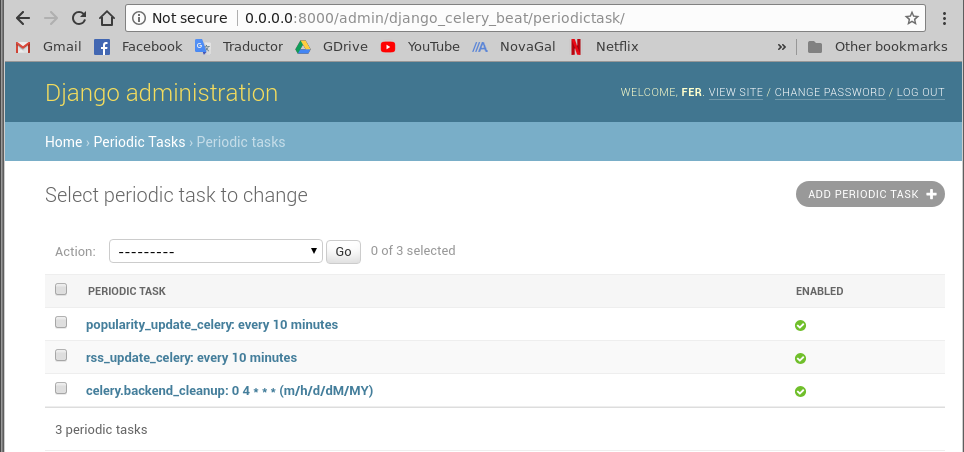 Not secure | 0.0.0.0:8000/admin/django_celery_beat/periodictask/
Gmail Facebook Traductor GDrive YouTube NovaGal Netflix » Other bookmarks
Django administration
WELCOME, FER. VIEW SITE / CHANGE PASSWORD / LOG OUT
Home › Periodic Tasks › Periodic tasks
Select periodic task to change
ADD PERIODIC TASK +
Action: --------- Go 0 of 3 selected
PERIODIC TASK ENABLED
popularity_update_celery: every 10 minutes
rss_update_celery: every 10 minutes
celery.backend_cleanup: 0 4 * * * (m/h/d/dM/MY)
3 periodic tasks